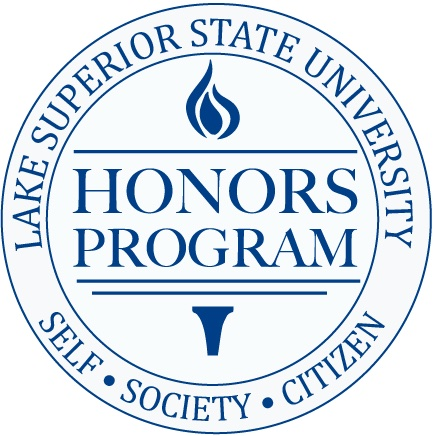 LAKE SUPERIOR STATE UNIVERSITY
HONORS
PROGRAM
SELF • SOCIETY • CITIZEN